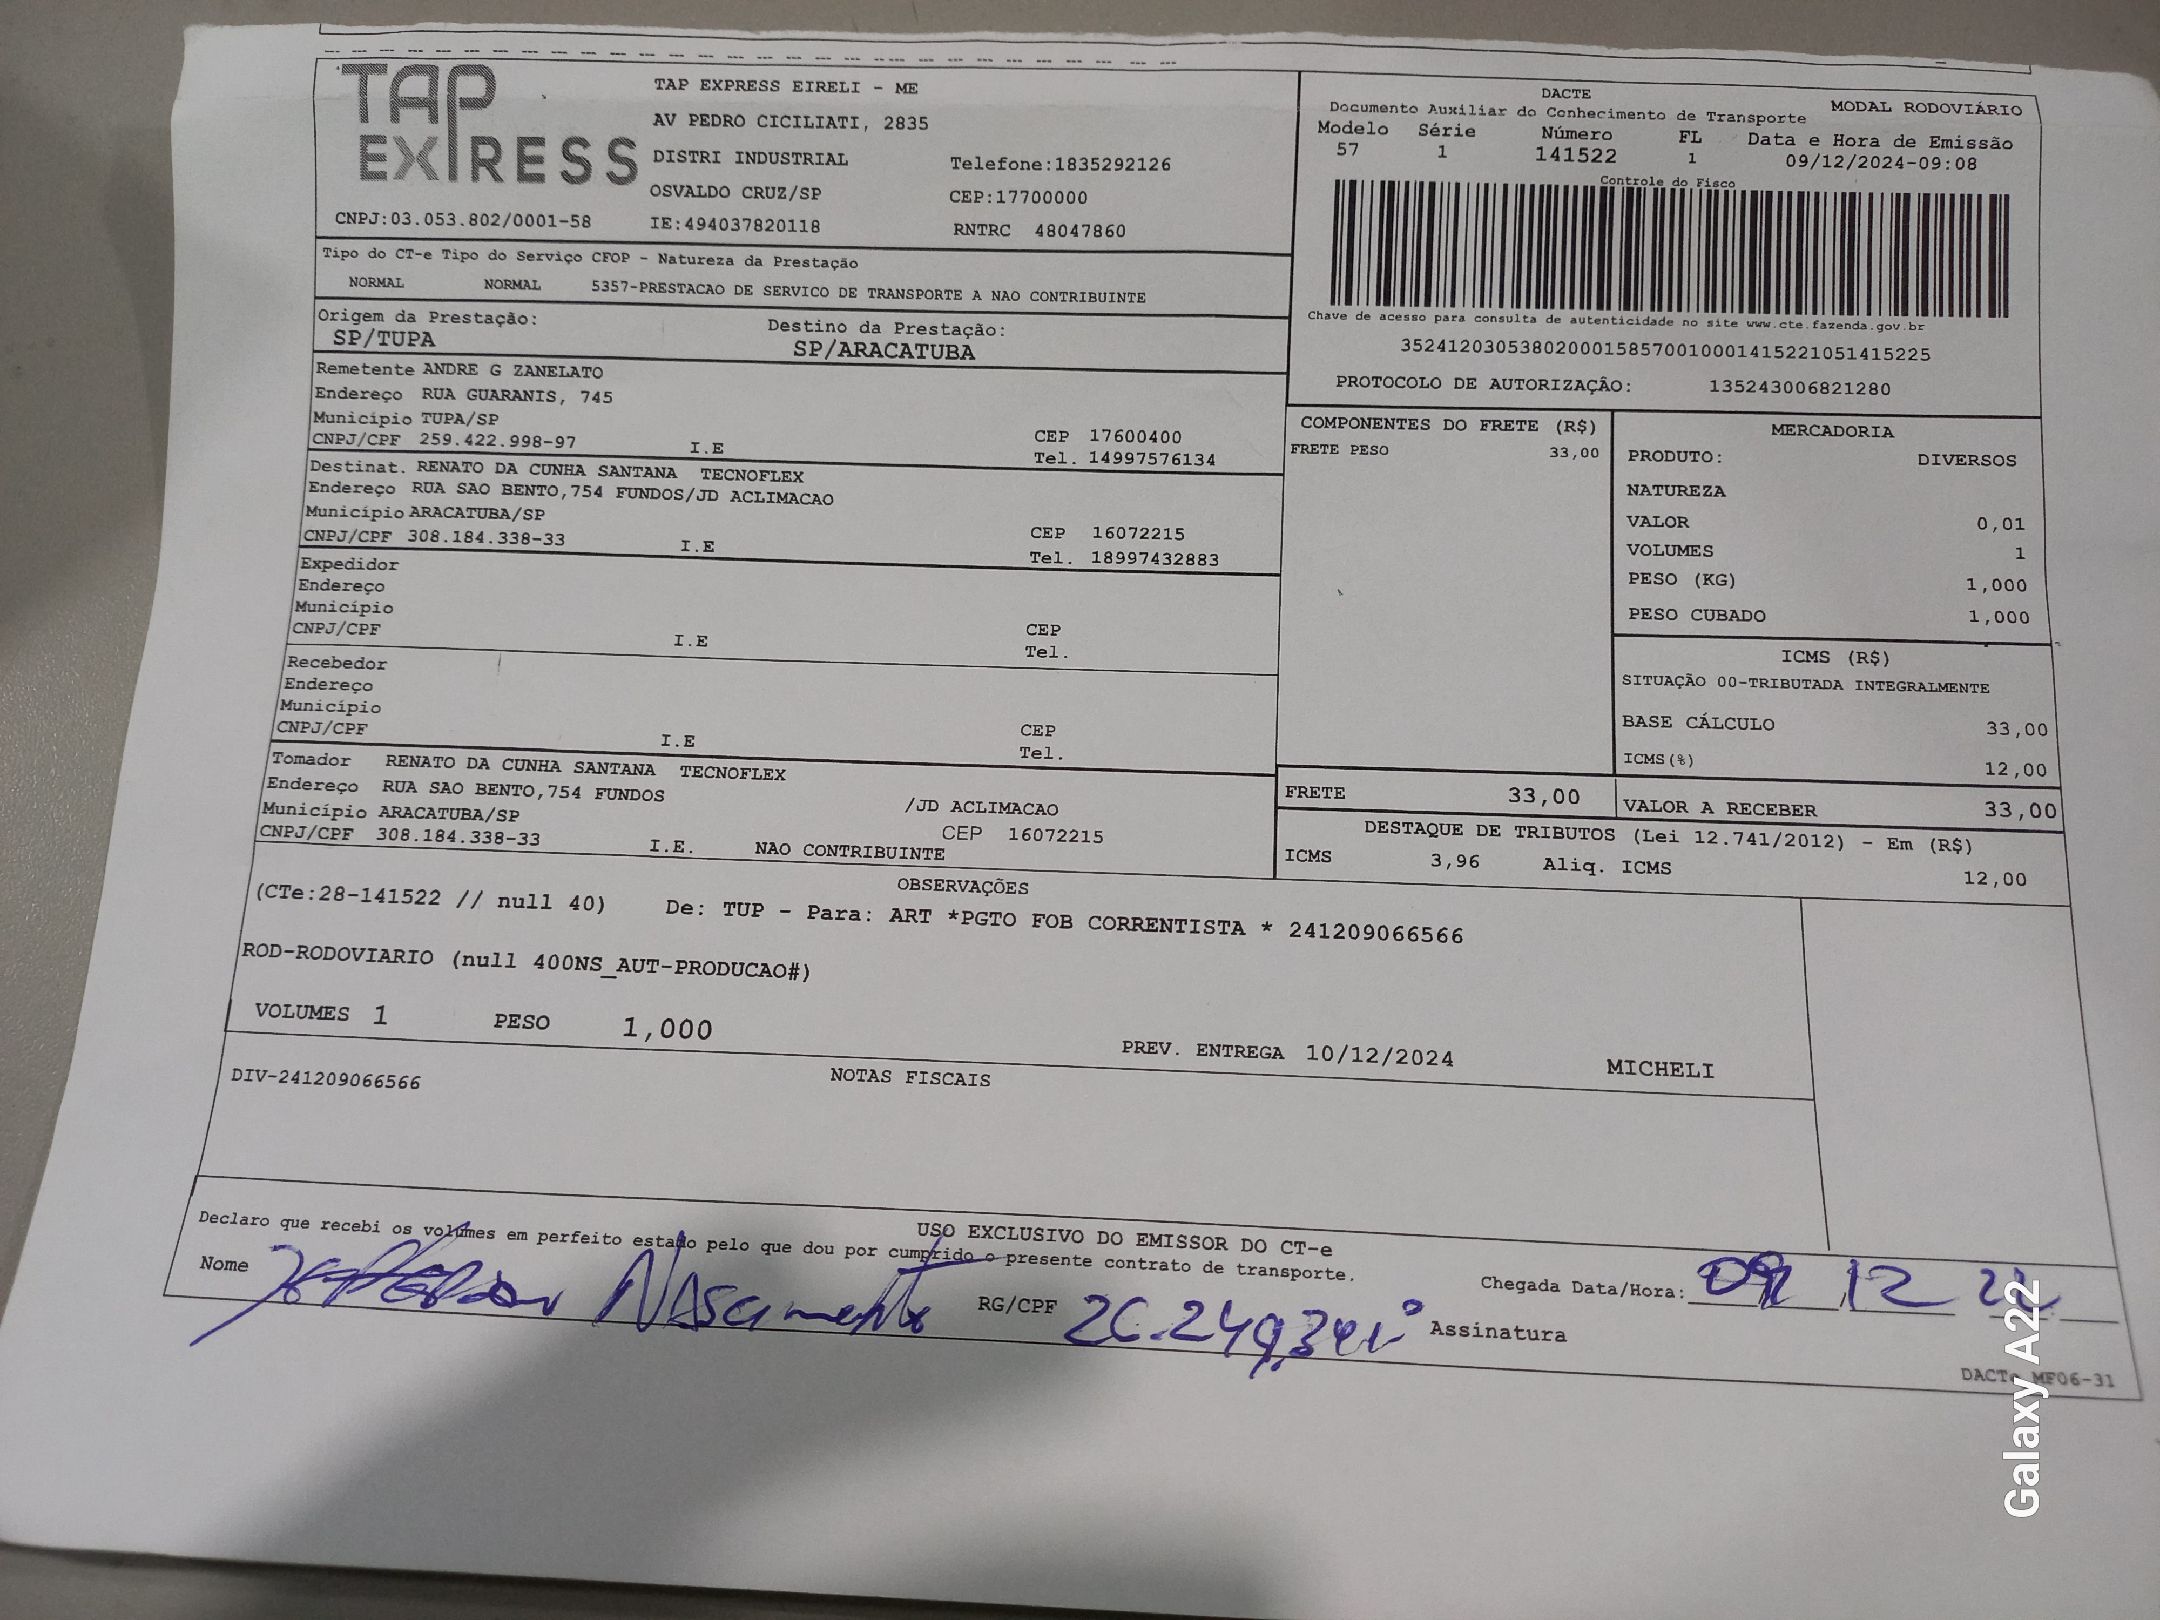 TAP EXPRESS
TAP EXPRESS EIRELI - ME
AV PEDRO CICILIATI, 2835
DISTRI INDUSTRIAL Telefone:1835292126
OSVALDO CRUZ/SP CEP:17700000
CNPJ:03.053.802/0001-58 IE:494037820118 RNTRC 48047860
DACTE MODAL RODOVIÁRIO
Documento Auxiliar do Conhecimento de Transporte
Modelo Série Número FL Data e Hora de Emissão
57 1 141522 1 09/12/2024-09:08
Controle do Fisco
Chave de acesso para consulta de autenticidade no site www.cte.fazenda.gov.br
35241203053802000158570010001415221051415225
PROTOCOLO DE AUTORIZAÇÃO: 135243006821280
Tipo do CT-e Tipo do Serviço CFOP - Natureza da Prestação
NORMAL NORMAL 5357-PRESTACAO DE SERVICO DE TRANSPORTE A NAO CONTRIBUINTE
Origem da Prestação: Destino da Prestação:
SP/TUPA SP/ARACATUBA
Remetente ANDRE G ZANELATO
Endereço RUA GUARANIS, 745
Município TUPA/SP CEP 17600400
CNPJ/CPF 259.422.998-97 I.E Tel. 14997576134
Destinat. RENATO DA CUNHA SANTANA TECNOFLEX
Endereço RUA SAO BENTO,754 FUNDOS/JD ACLIMACAO
Município ARACATUBA/SP CEP 16072215
CNPJ/CPF 308.184.338-33 I.E Tel. 18997432883
Expedidor
Endereço
Município CEP
CNPJ/CPF I.E Tel.
Recebedor
Endereço
Município CEP
CNPJ/CPF I.E Tel.
Tomador RENATO DA CUNHA SANTANA TECNOFLEX
Endereço RUA SAO BENTO,754 FUNDOS /JD ACLIMACAO
Município ARACATUBA/SP CEP 16072215
CNPJ/CPF 308.184.338-33 I.E. NAO CONTRIBUINTE
COMPONENTES DO FRETE (R$)
FRETE PESO 33,00
MERCADORIA
PRODUTO: DIVERSOS
NATUREZA
VALOR 0,01
VOLUMES 1
PESO (KG) 1,000
PESO CUBADO 1,000
ICMS (R$)
SITUAÇÃO 00-TRIBUTADA INTEGRALMENTE
BASE CÁLCULO 33,00
ICMS(%) 12,00
FRETE 33,00 VALOR A RECEBER 33,00
DESTAQUE DE TRIBUTOS (Lei 12.741/2012) - Em (R$)
ICMS 3,96 Aliq. ICMS 12,00
OBSERVAÇÕES
(CTe:28-141522 // null 40) De: TUP - Para: ART *PGTO FOB CORRENTISTA * 241209066566
ROD-RODOVIARIO (null 400NS_AUT-PRODUCAO#)
VOLUMES 1 PESO 1,000 PREV. ENTREGA 10/12/2024 MICHELI
DIV-241209066566 NOTAS FISCAIS
USO EXCLUSIVO DO EMISSOR DO CT-e
Declaro que recebi os volumes em perfeito estado pelo que dou por cumprido o presente contrato de transporte.
Nome Jefferson Nascimento RG/CPF Assinatura
Chegada Data/Hora: 09 12
DACTe MF06-31
Galaxy A22